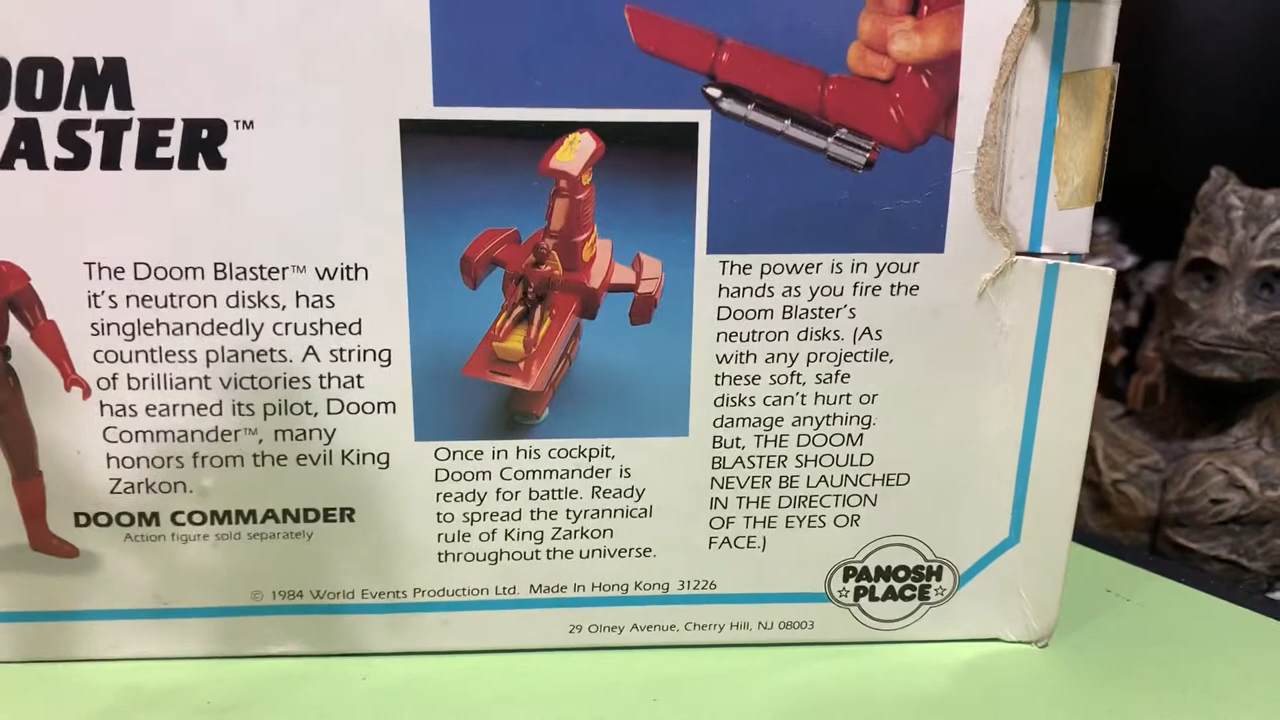 OOM
ASTER™
The Doom Blaster™ with
it's neutron disks, has
singlehandedly crushed
countless planets. A string
of brilliant victories that
has earned its pilot, Doom
Commander™, many
honors from the evil King
Zarkon.
DOOM COMMANDER
Action figure sold separately
Once in his cockpit,
Doom Commander is
ready for battle. Ready
to spread the tyrannical
rule of King Zarkon
throughout the universe.
The power is in your
hands as you fire the
Doom Blaster's
neutron disks. (As
with any projectile,
these soft, safe
disks can't hurt or
damage anything.
But, THE DOOM
BLASTER SHOULD
NEVER BE LAUNCHED
IN THE DIRECTION
OF THE EYES OR
FACE.)
© 1984 World Events Production Ltd. Made In Hong Kong 31226
PANOSH
☆PLACE☆
29 Olney Avenue, Cherry Hill, NJ 08003